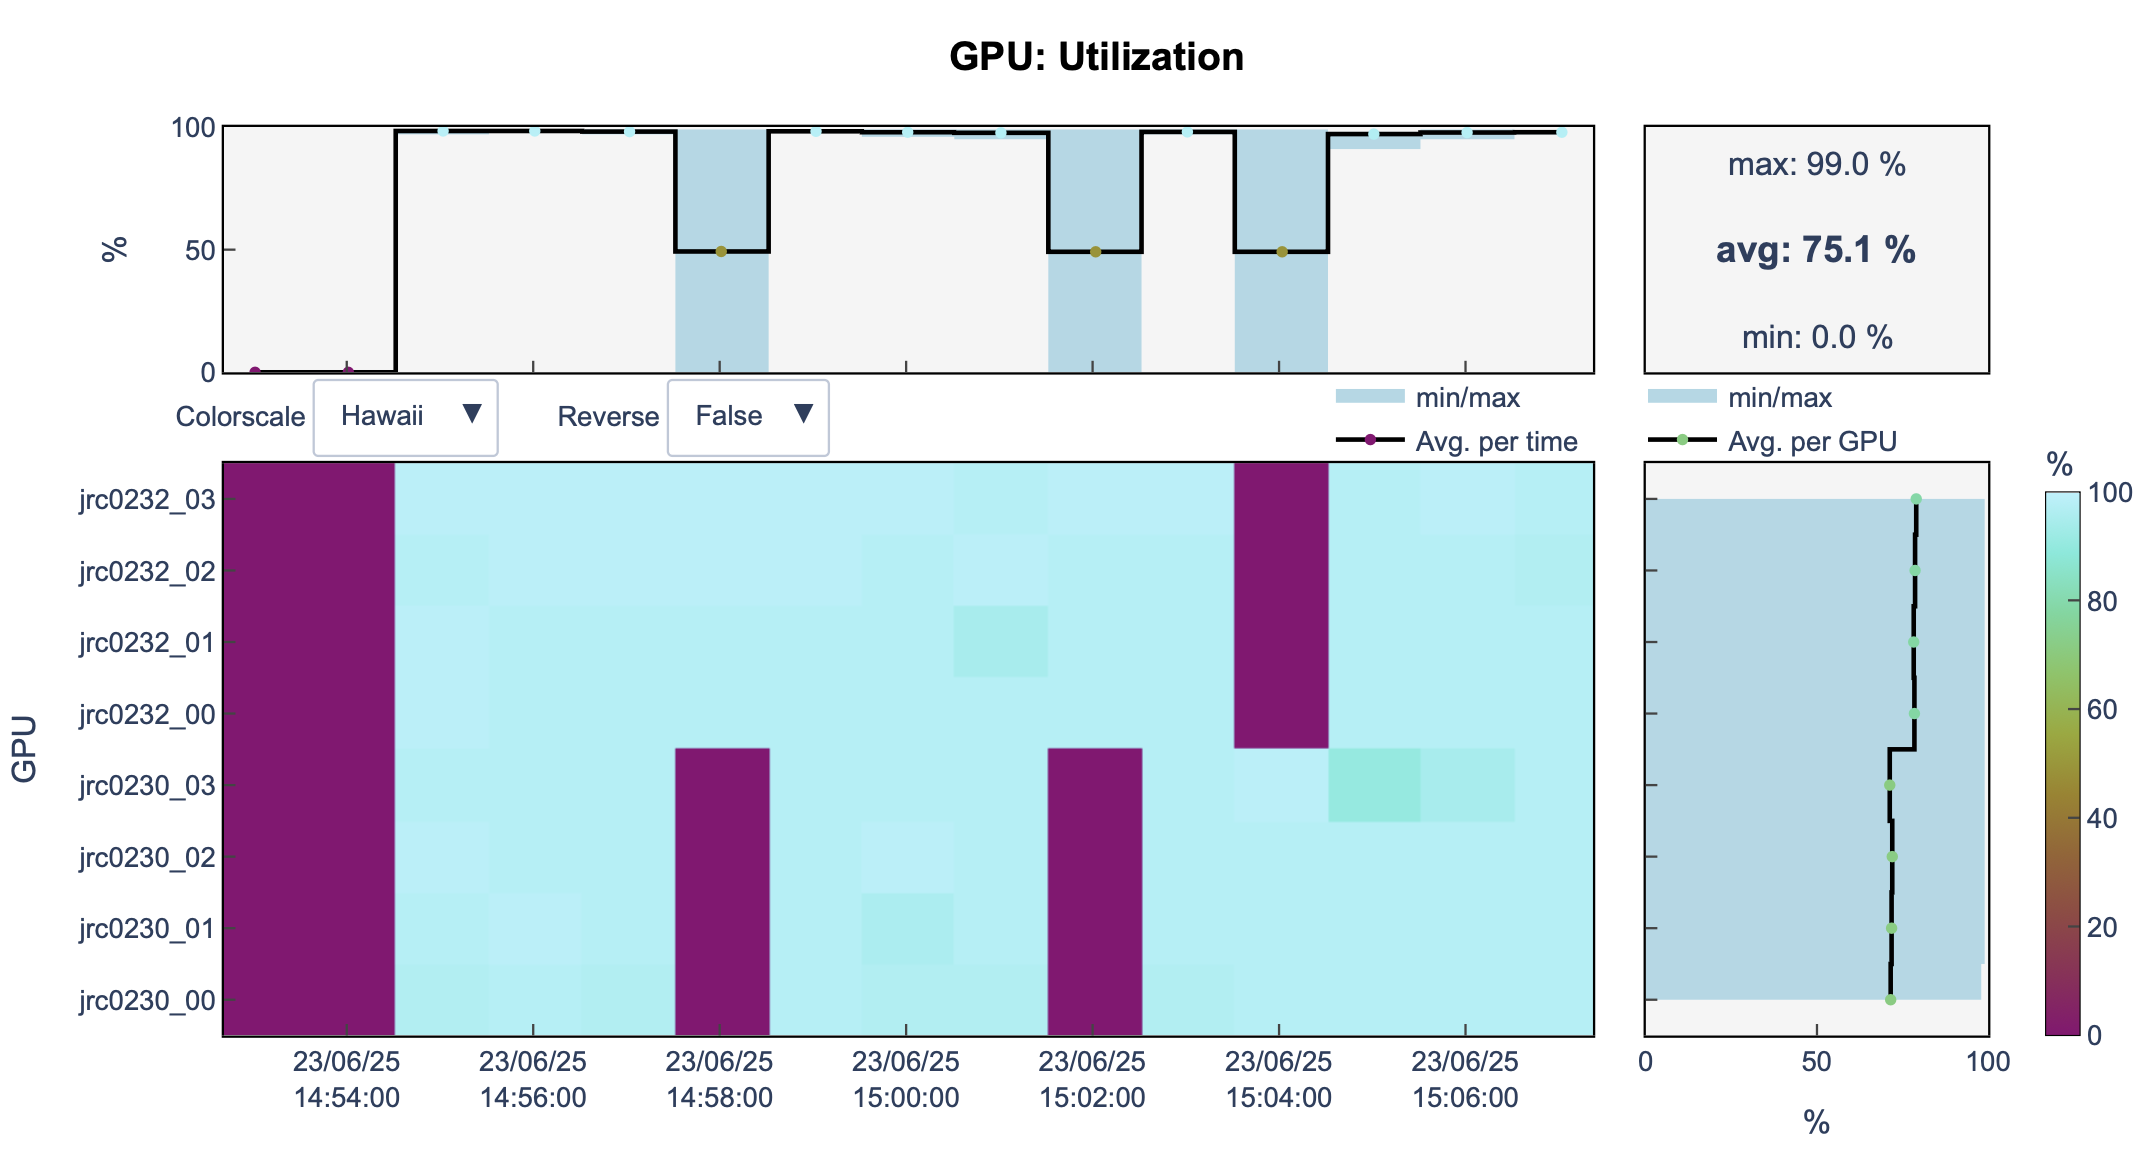 GPU: Utilization
100
50
0
%
max: 99.0 %
avg: 75.1 %
min: 0.0 %
Colorscale
Hawaii
▼
Reverse
False
▼
min/max
Avg. per time
min/max
Avg. per GPU
jrc0232_03
jrc0232_02
jrc0232_01
jrc0232_00
jrc0230_03
jrc0230_02
jrc0230_01
jrc0230_00
GPU
23/06/25
14:54:00
23/06/25
14:56:00
23/06/25
14:58:00
23/06/25
15:00:00
23/06/25
15:02:00
23/06/25
15:04:00
23/06/25
15:06:00
0
50
100
%
%
100
80
60
40
20
0